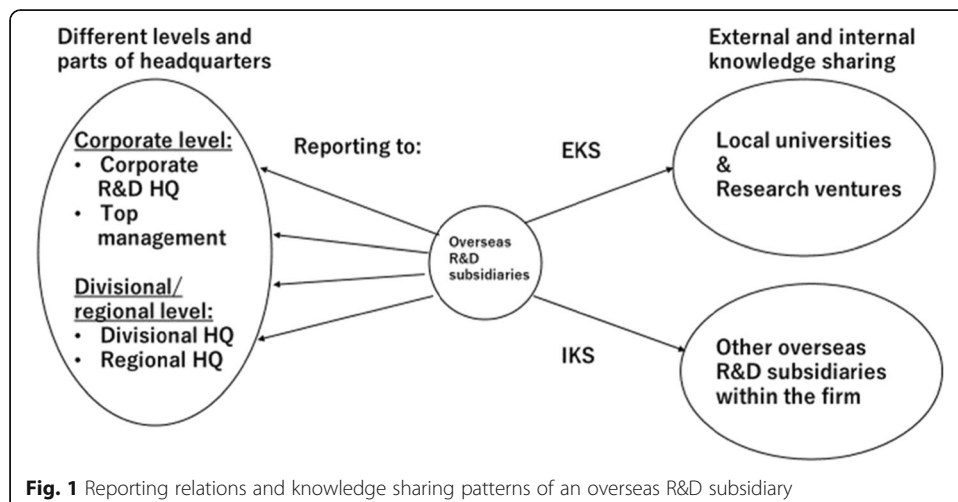 Different levels and
parts of headquarters
Corporate level:
• Corporate
R&D HQ
• Top
management
Divisional/
regional level:
• Divisional HQ
• Regional HQ
Reporting to:
Overseas
R&D
subsidiaries
EKS
IKS
External and internal
knowledge sharing
Local universities
&
Research ventures
Other overseas
R&D subsidiaries
within the firm
Fig. 1 Reporting relations and knowledge sharing patterns of an overseas R&D subsidiary